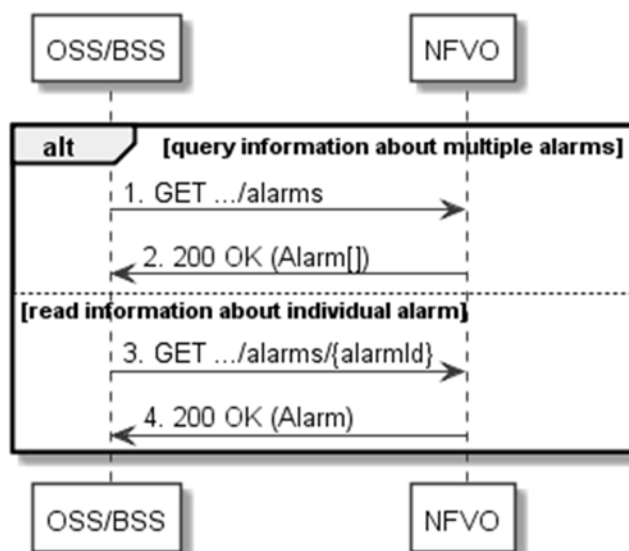 OSS/BSS NFVO
alt [query information about multiple alarms]
1. GET .../alarms
2. 200 OK (Alarm[])
[read information about individual alarm]
3. GET .../alarms/{alarmId}
4. 200 OK (Alarm)
OSS/BSS NFVO